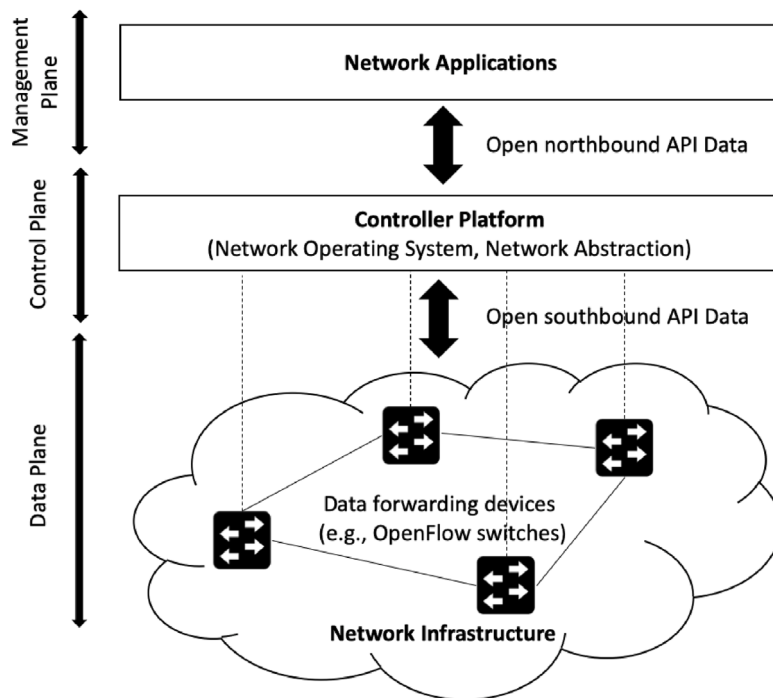 Management
Plane
Network Applications
Open northbound API Data
Control Plane
Controller Platform
(Network Operating System, Network Abstraction)
Open southbound API Data
Data Plane
Data forwarding devices
(e.g., OpenFlow switches)
Network Infrastructure